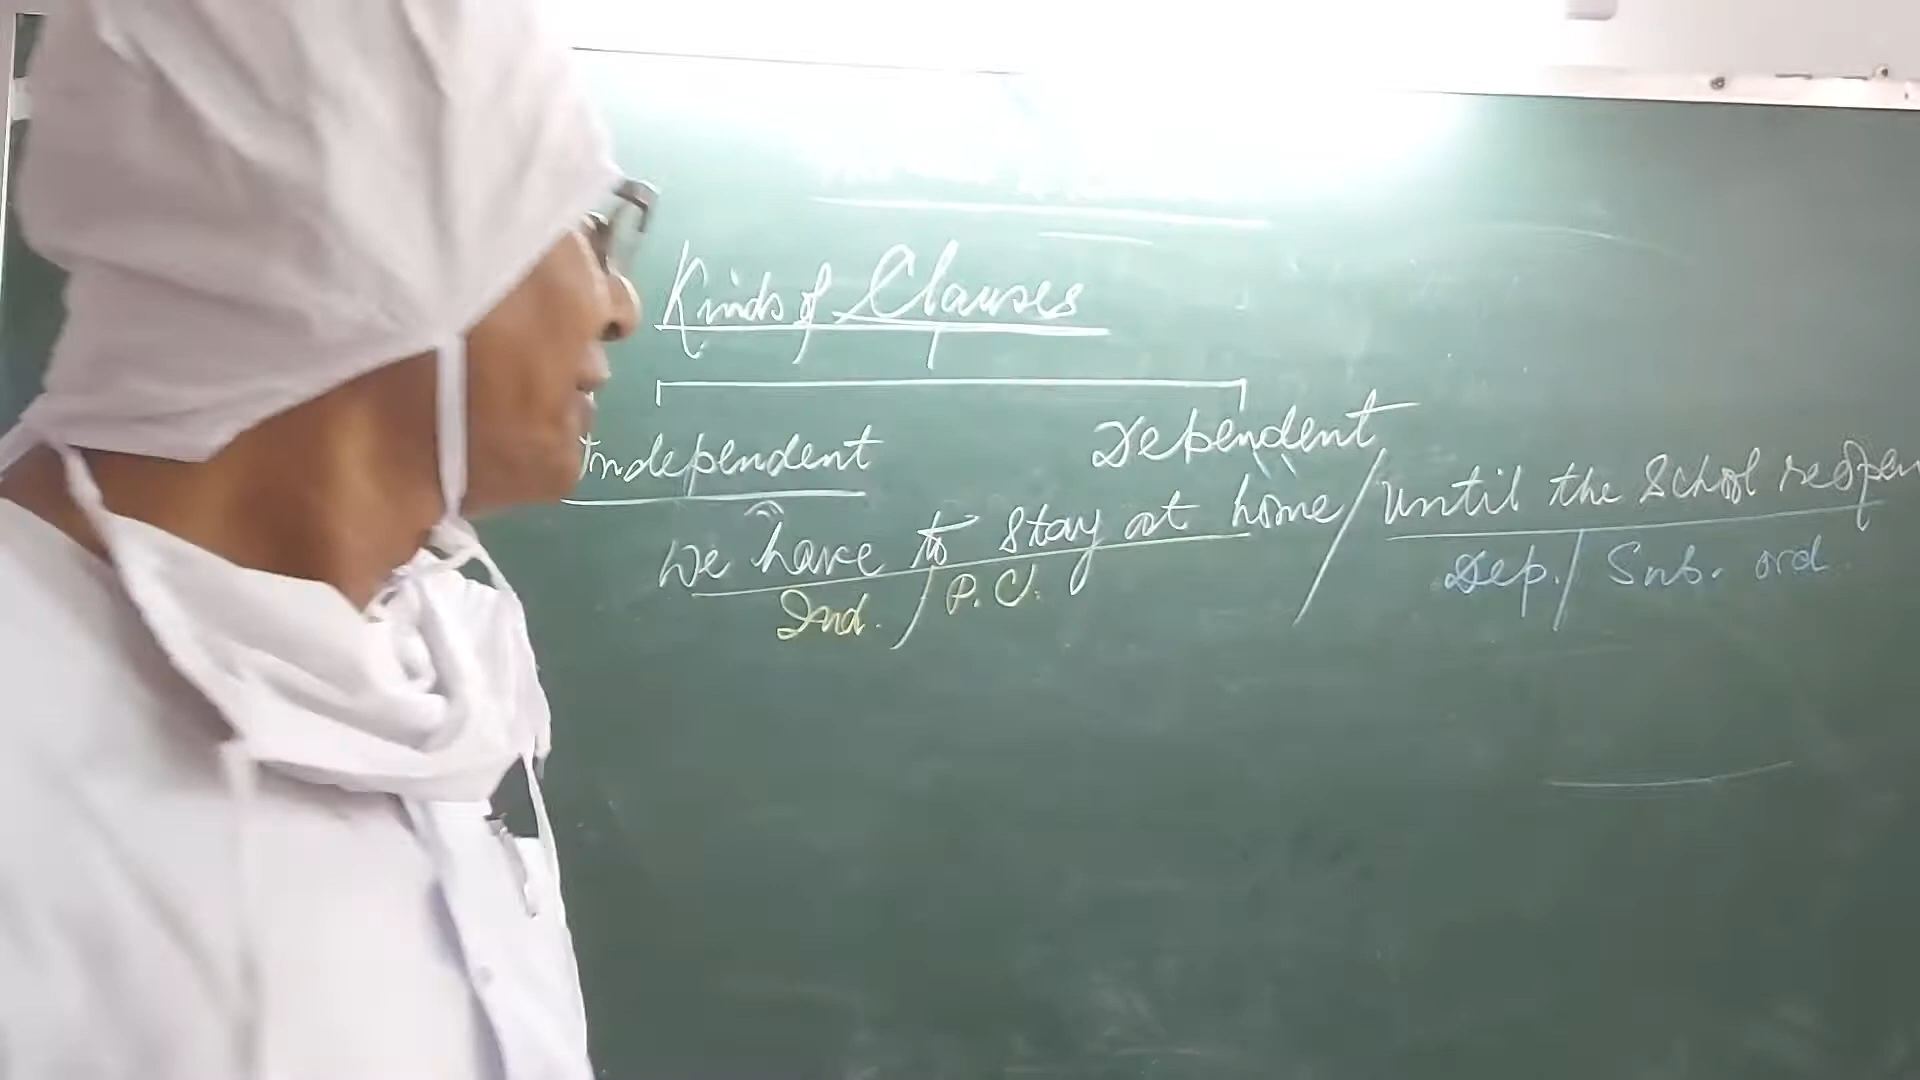 Kinds of Clauses
Independent Dependent
We have to stay at home / until the School reopen
Ind. / P.C. Dep. / Sub. ord.